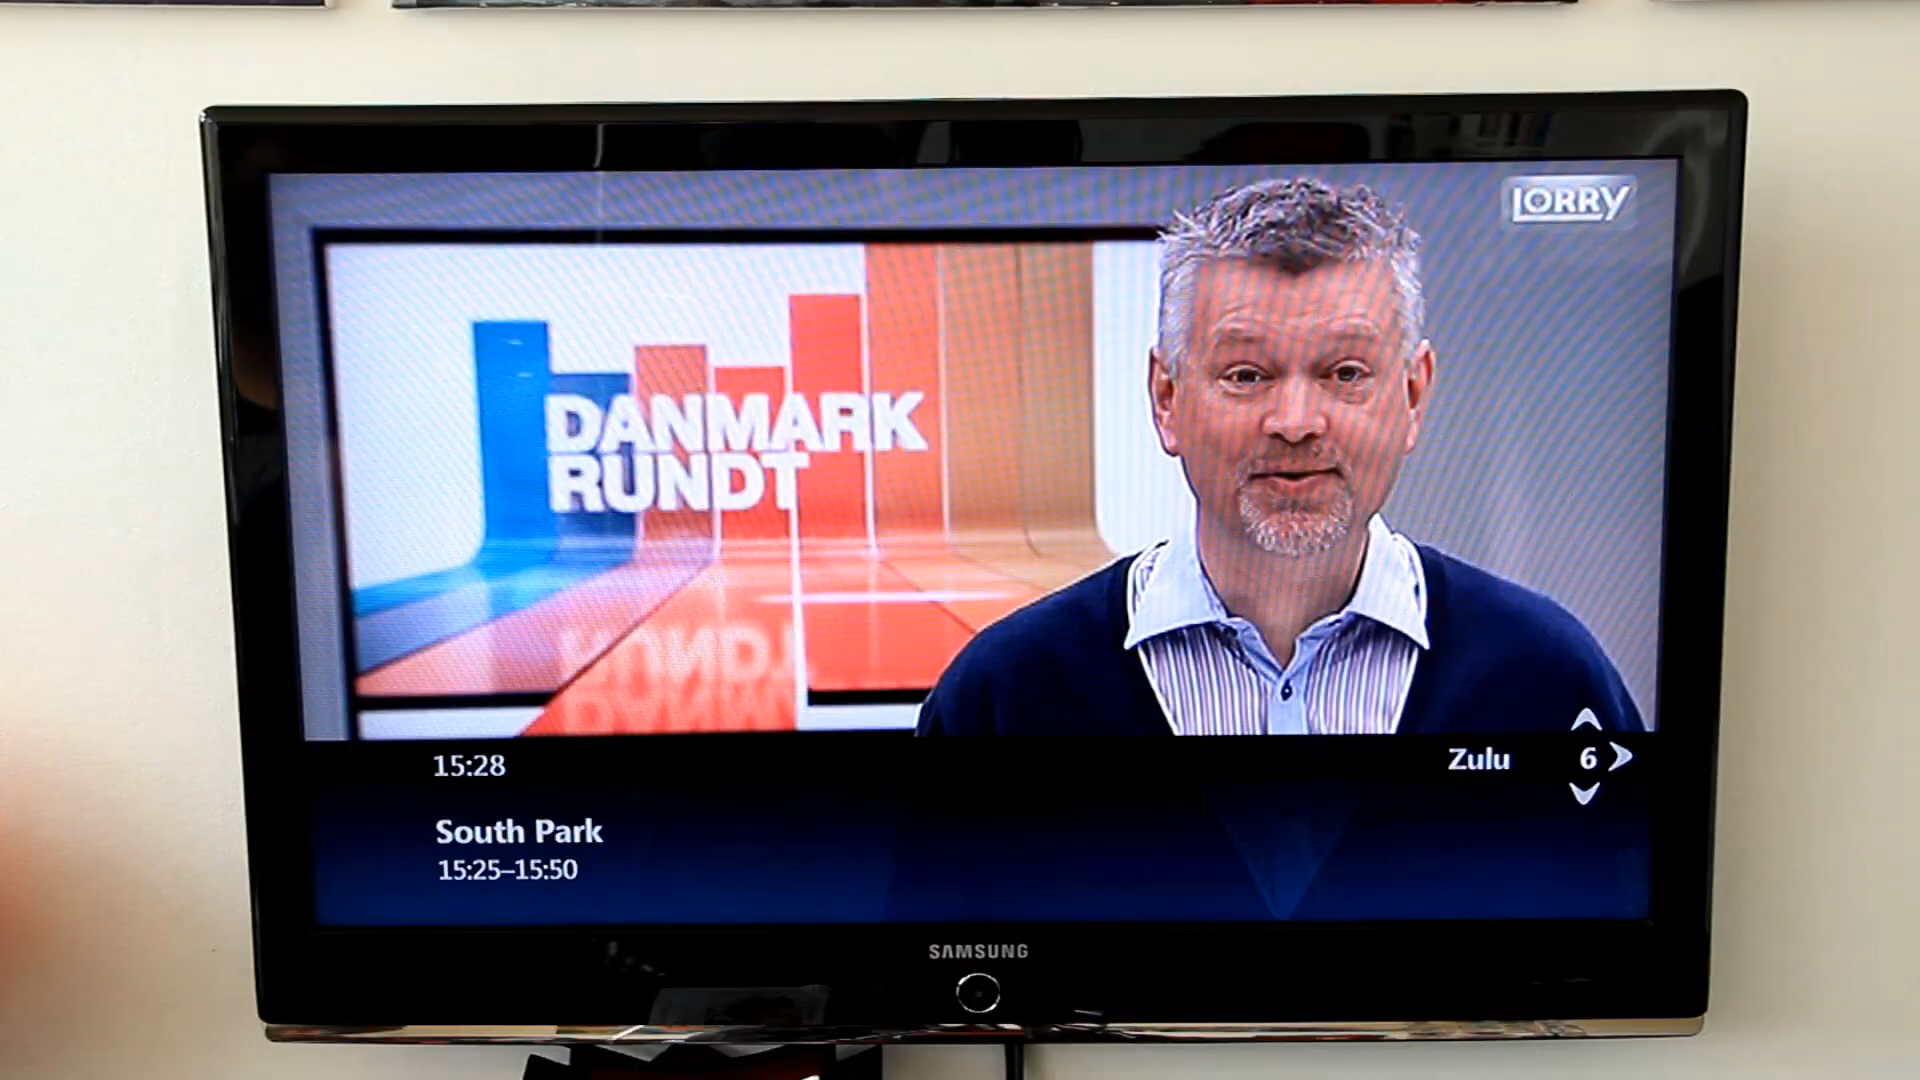 LORRY
DANMARK
RUNDT
15:28
Zulu 6
South Park
15:25–15:50
SAMSUNG